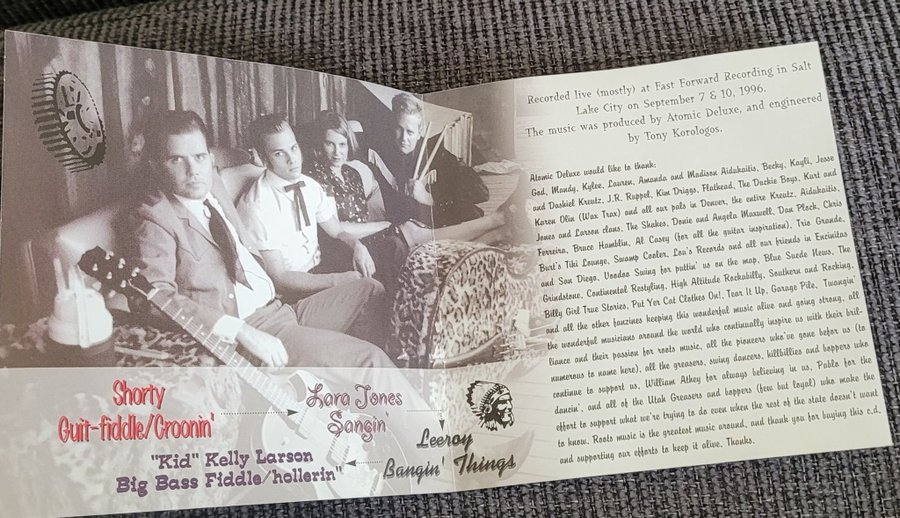 Shorty
Guit-fiddle/Croonin'
Lara Jones
Sangin'
"Kid" Kelly Larson
Big Bass Fiddle/hollerin"
Leeroy
Bangin' Things
Recorded live (mostly) at Fast Forward Recording in Salt
Lake City on September 7 & 10, 1996.
The music was produced by Atomic Deluxe, and engineered
by Tony Korologos.
Atomic Deluxe would like to thank:
God, Mandy, Kylee, Lauren, Amanda and Madison Aidukaitis, Becky, Kayli, Jesse
and Dashiel Kreutz, J.R. Ruppel, Kim Driggs, Flathead, The Duckie Boys, Kurt and
Karen Olin (Wax Trax) and all our pals in Denver, the entire Kreutz, Aidukaitis,
Jones and Larson clans, The Shakes, Donie and Angela Maxwell, Dan Ploch, Chris
Ferreira, Bruce Hamblin, Al Casey (for all the guitar inspiration), Trio Grande,
Burt's Tiki Lounge, Swamp Cooler, Lou's Records and all our friends in Encinitas
and San Diego, Voodoo Swing for puttin' us on the map, Blue Suede News, The
Grindstone, Continental Restyling, High Altitude Rockabilly, Southern and Rocking,
Billy Girl True Stories, Put Yer Cat Clothes On!, Tear It Up, Garage Pile, Twangin'
and all the other fanzines keeping this wonderful music alive and going strong, all
the wonderful musicians around the world who continually inspire us with their bril-
liance and their passion for roots music, all the pioneers who've gone befor us (to
numerous to name here), all the greasers, swing dancers, hillbillies and boppers who
continue to support us, William Athey for always believing in us, Pablo for the
dancin', and all of the Utah Greasers and boppers (few but loyal) who make the
effort to support what we're trying to do even when the rest of the state doesn't want
to know. Roots music is the greatest music around, and thank you for buying this c.d.
and supporting our efforts to keep it alive. Thanks.